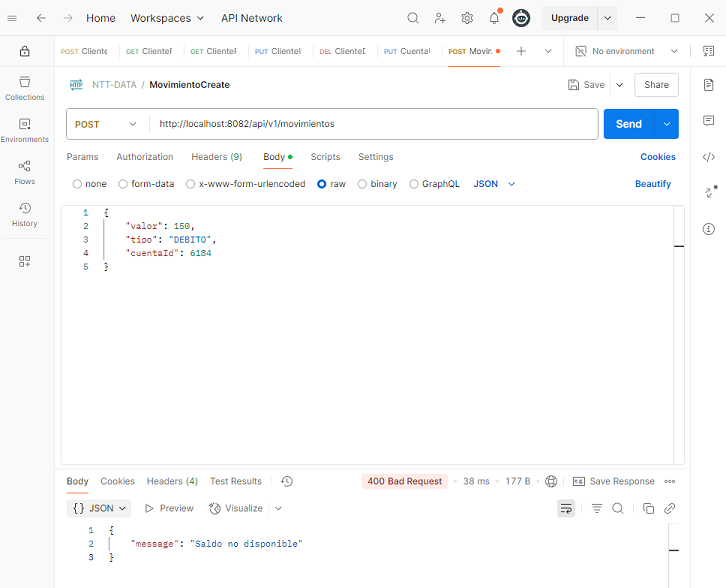 Home Workspaces API Network Upgrade
POST Cliente GET ClienteF GET ClienteF PUT ClienteU DEL ClienteE PUT Cuenta POST Movim No environment
HTTP NTT-DATA / MovimientoCreate Save Share
POST http://localhost:8082/api/v1/movimientos Send
Params Authorization Headers (9) Body Scripts Settings Cookies
none form-data x-www-form-urlencoded raw binary GraphQL JSON Beautify
Collections
Environments
Flows
History
1 {
2 "valor": 150,
3 "tipo": "DEBITO",
4 "cuentaId": 6184
5 }
Body Cookies Headers (4) Test Results 400 Bad Request • 38 ms • 177 B Save Response
{} JSON Preview Visualize
1 {
2 "message": "Saldo no disponible"
3 }